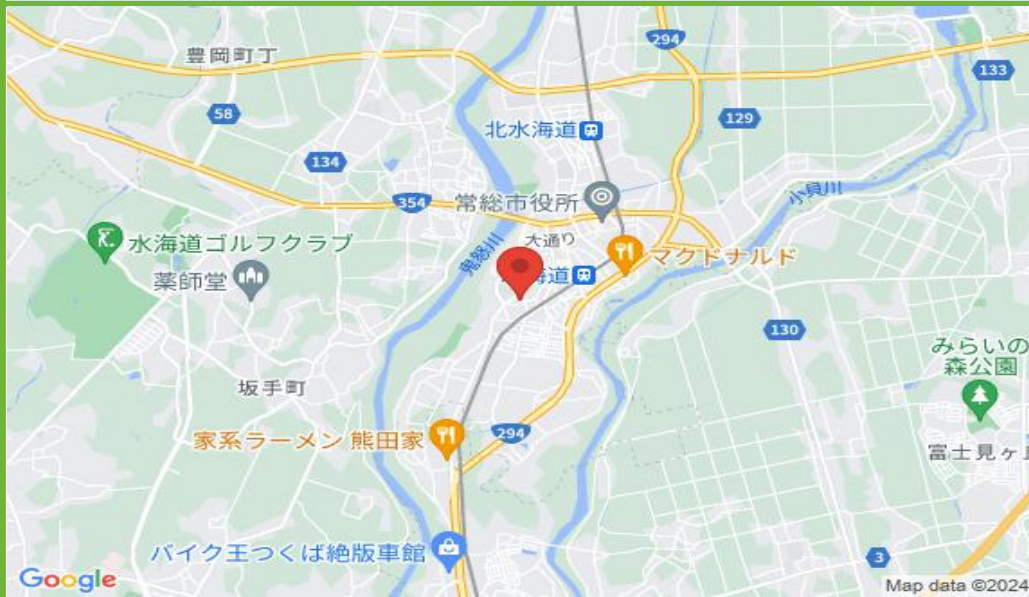 豊岡町丁
294
133
58
129
北水海道
134
小貝川
354
常総市役所
大通り
水海道ゴルフクラブ
鬼怒川
マクドナルド
薬師堂
海道
130
みらいの
森公園
坂手町
家系ラーメン 熊田家
294
富士見ヶ
バイク王つくば絶版車館
3
Google
Map data ©2024